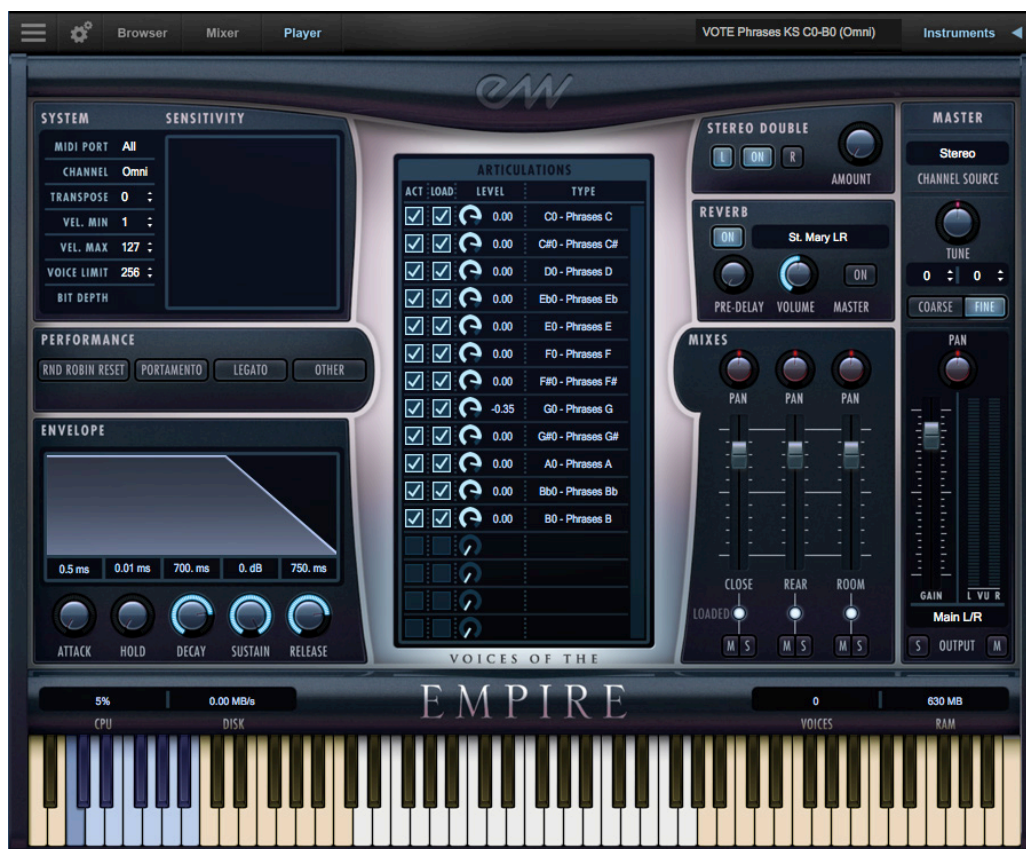 Browser Mixer Player VOTE Phrases KS C0-B0 (Omni) Instruments
EW
SYSTEM SENSITIVITY
MIDI PORT All
CHANNEL Omni
TRANSPOSE 0
VEL. MIN 1
VEL. MAX 127
VOICE LIMIT 256
BIT DEPTH
PERFORMANCE
RND ROBIN RESET PORTAMENTO LEGATO OTHER
ENVELOPE
0.5 ms 0.01 ms 700. ms 0. dB 750. ms
ATTACK HOLD DECAY SUSTAIN RELEASE
ARTICULATIONS
ACT LOAD LEVEL TYPE
0.00 C0 - Phrases C
0.00 C#0 - Phrases C#
0.00 D0 - Phrases D
0.00 Eb0 - Phrases Eb
0.00 E0 - Phrases E
0.00 F0 - Phrases F
0.00 F#0 - Phrases F#
-0.35 G0 - Phrases G
0.00 G#0 - Phrases G#
0.00 A0 - Phrases A
0.00 Bb0 - Phrases Bb
0.00 B0 - Phrases B
STEREO DOUBLE
L ON R
AMOUNT
REVERB
ON St. Mary LR
ON
PRE-DELAY VOLUME MASTER
MIXES
PAN PAN PAN
CLOSE REAR ROOM
LOADED
M S M S M S
MASTER
Stereo
CHANNEL SOURCE
TUNE
0 0
COARSE FINE
PAN
GAIN L VU R
Main L/R
S OUTPUT M
VOICES OF THE
EMPIRE
5% 0.00 MB/s
CPU DISK
0 630 MB
VOICES RAM